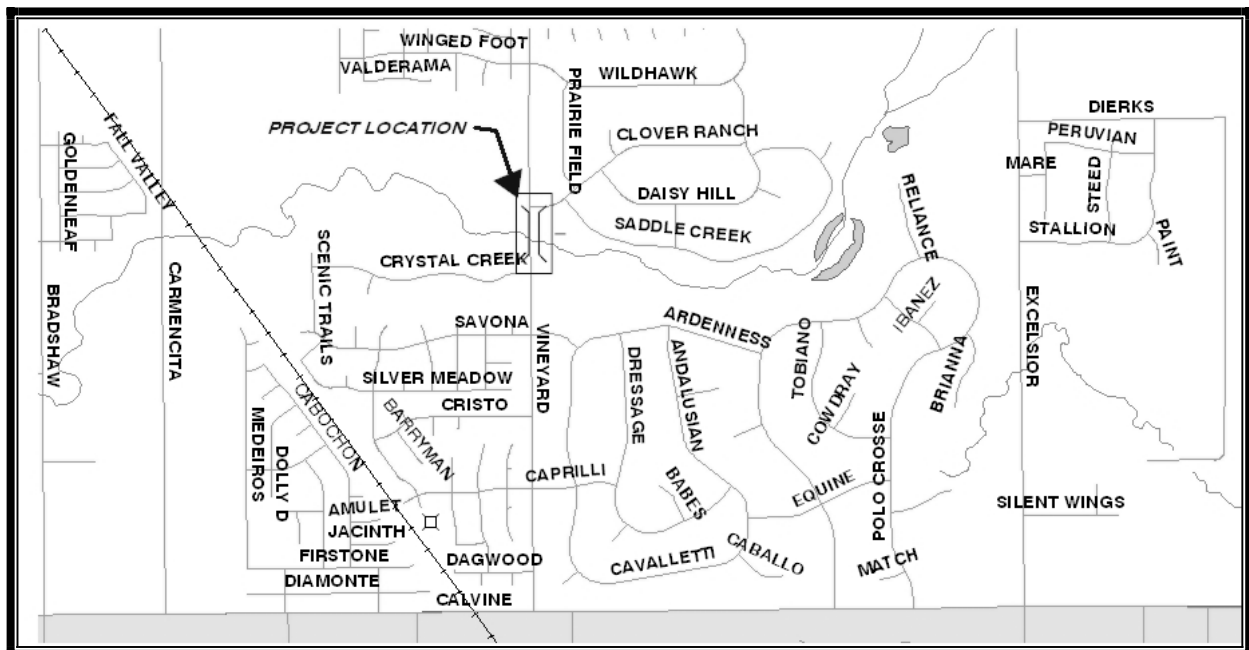 WINGED FOOT
VALDERAMA
WILDHAWK
PRAIRIE FIELD
DIERKS
PROJECT LOCATION
CLOVER RANCH
PERUVIAN
FALL VALLEY
GOLDENLEAF
MARE
STEED
DAISY HILL
RELIANCE
SADDLE CREEK
STALLION
PAINT
SCENIC TRAILS
CRYSTAL CREEK
CARMENCITA
BRADSHAW
IBANEZ
EXCELSIOR
SAVONA
VINEYARD
ARDENNESS
TOBIANO
DRESSAGE
ANDALUSIAN
BRIANNA
SILVER MEADOW
COWDRAY
CRISTO
CABOCHON
BARRYMAN
MEDEIROS
DOLLY D
POLO CROSSE
CAPRILLI
BABES
EQUINE
SILENT WINGS
AMULET
JACINTH
FIRSTONE
DAGWOOD
CAVALLETTI
CABALLO
MATCH
DIAMONTE
CALVINE